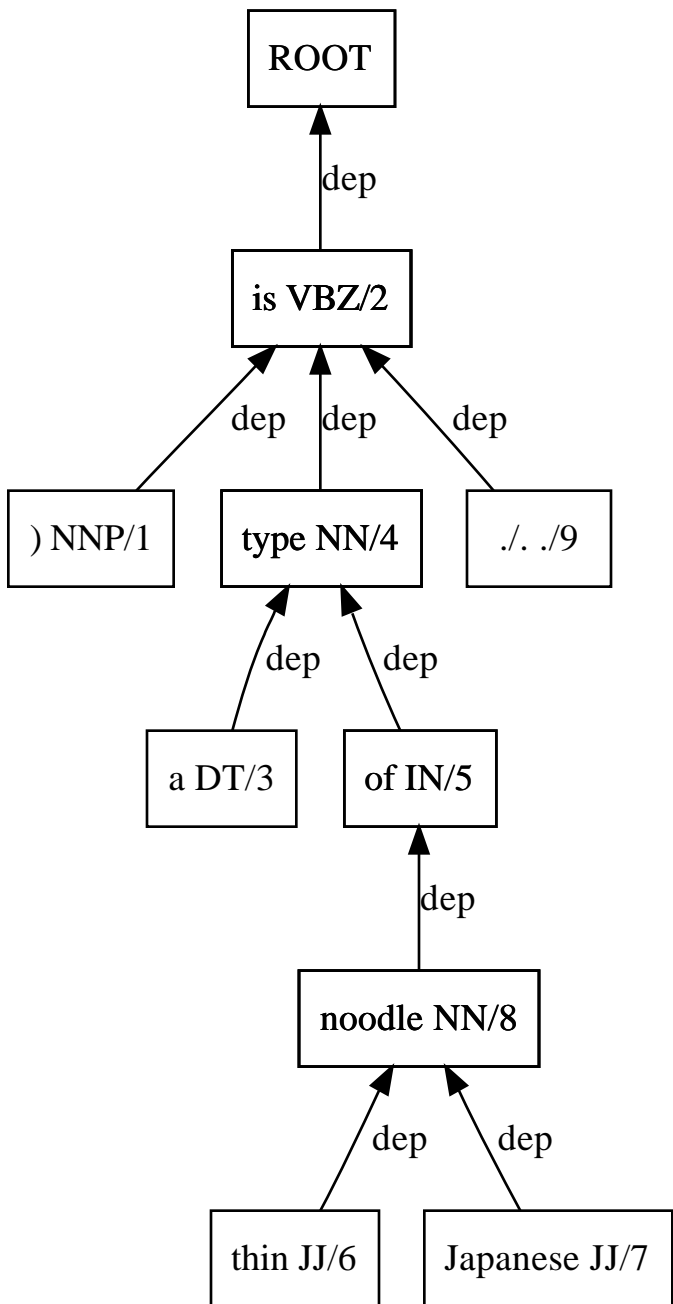 ROOT
dep
is VBZ/2
dep dep dep
) NNP/1 type NN/4 ./. ./9
dep dep
a DT/3 of IN/5
dep
noodle NN/8
dep dep
thin JJ/6 Japanese JJ/7